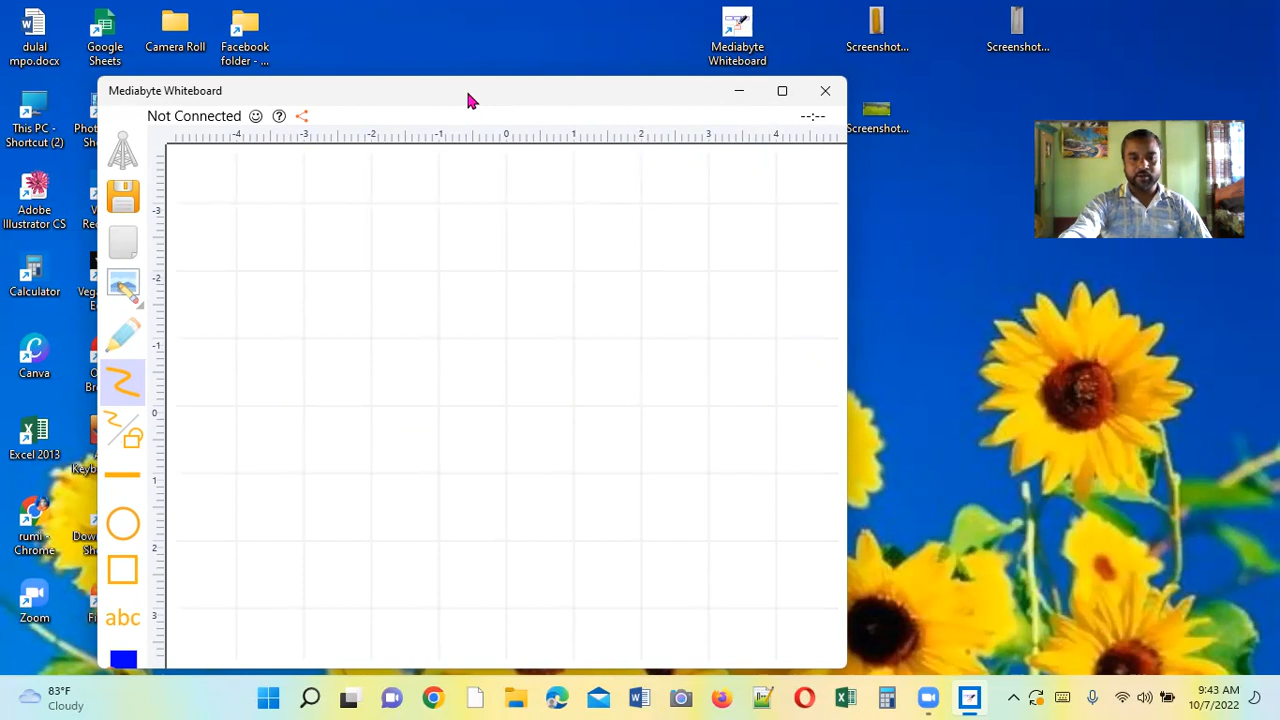 dulal
mpo.docx
Google
Sheets
Camera Roll
Facebook
folder - ...
Mediabyte
Whiteboard
Screenshot...
Screenshot...
Mediabyte Whiteboard
Not Connected
--:--
Screenshot...
This PC -
Shortcut (2)
-4 -3 -2 -1 0 1 2 3 4
-3
-2
-1
0
1
2
3
Adobe
Illustrator CS
Calculator
Canva
Excel 2013
rumi -
Chrome
Zoom
abc
83°F
Cloudy
9:43 AM
10/7/2022